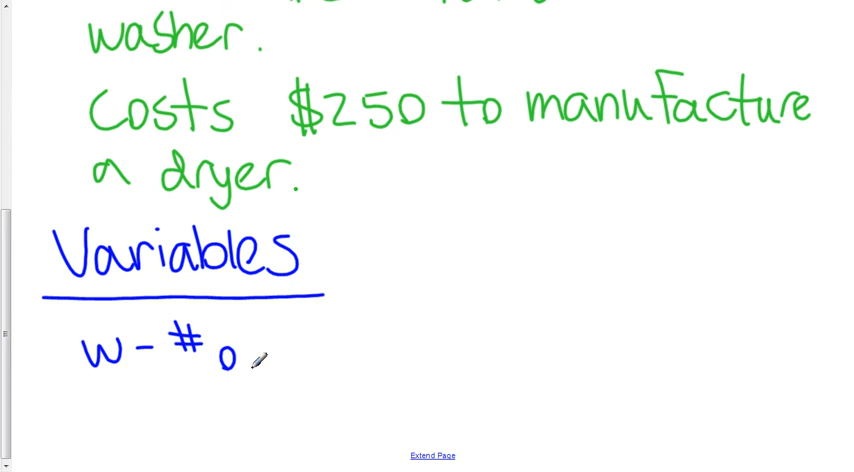 washer.
Costs $250 to manufacture
a dryer.
Variables
w - # o
Extend Page